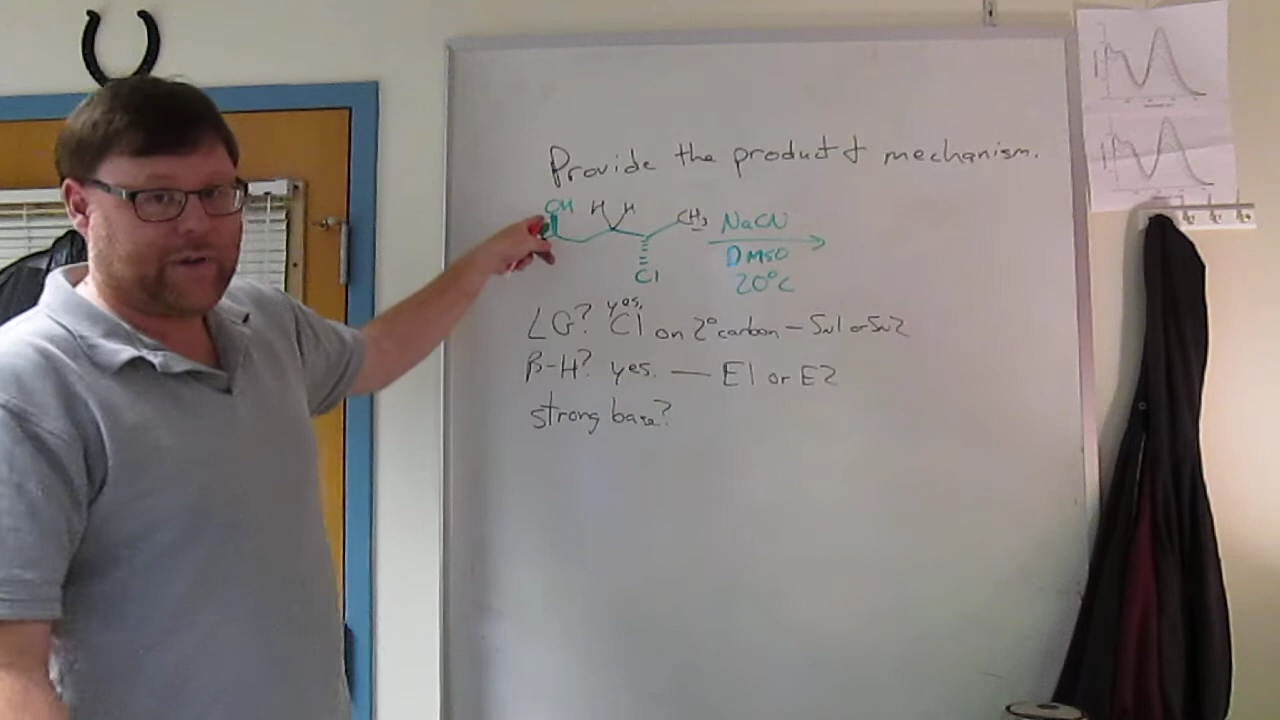 Provide the product & mechanism.
OH H H CH3 NaCN
Cl DMSO
20°C
LG? yes, Cl on 2° carbon - SN1 or SN2
β-H? yes. — E1 or E2
strong base?